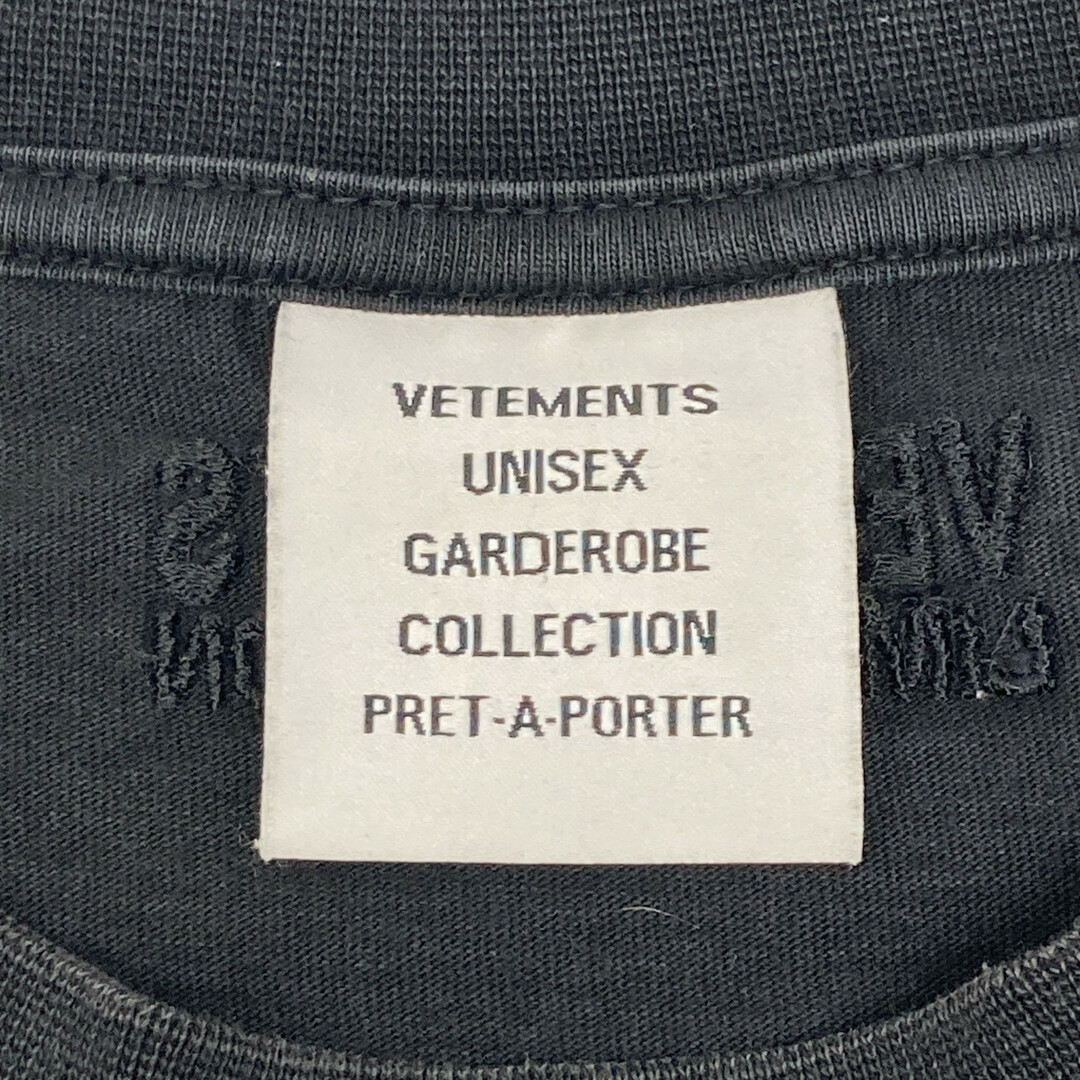 VETEMENTS
UNISEX
GARDEROBE
COLLECTION
PRET-A-PORTER